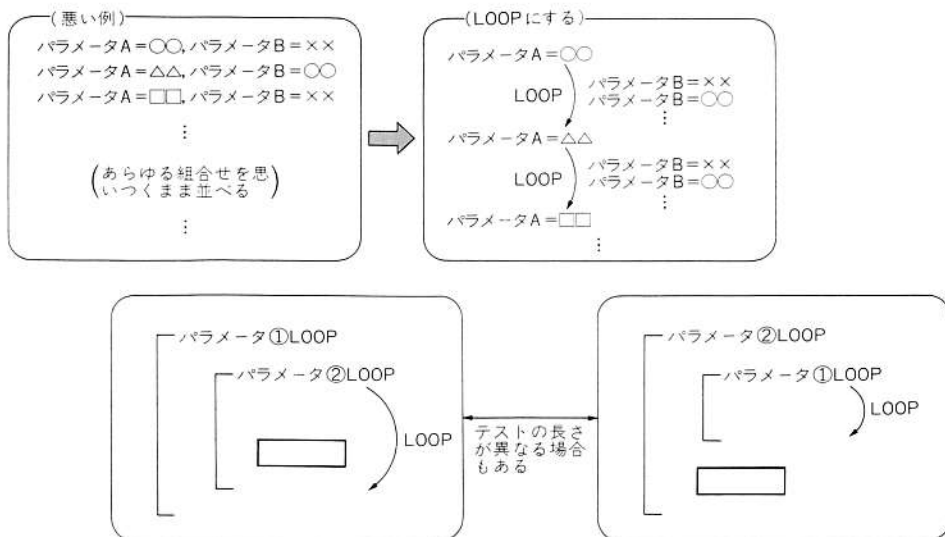 (悪い例)
パラメータA=○○, パラメータB=××
パラメータA=△△, パラメータB=○○
パラメータA=□□, パラメータB=××
⋮
(あらゆる組合せを思
いつくまま並べる)
⋮
(LOOPにする)
パラメータA=○○
パラメータB=××
LOOP
パラメータB=○○
⋮
パラメータA=△△
パラメータB=××
LOOP
パラメータB=○○
⋮
パラメータA=□□
⋮
パラメータ①LOOP
パラメータ②LOOP
LOOP
テストの長さ
が異なる場合
もある
パラメータ②LOOP
パラメータ①LOOP
LOOP